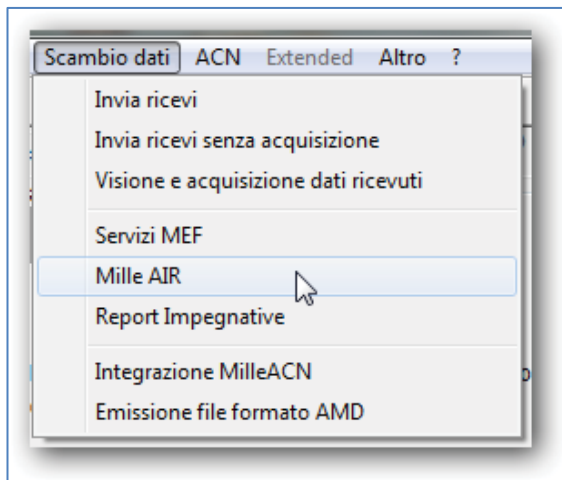 Scambio dati ACN Extended Altro ?
Invia ricevi
Invia ricevi senza acquisizione
Visione e acquisizione dati ricevuti
Servizi MEF
Mille AIR
Report Impegnative
Integrazione MilleACN
Emissione file formato AMD